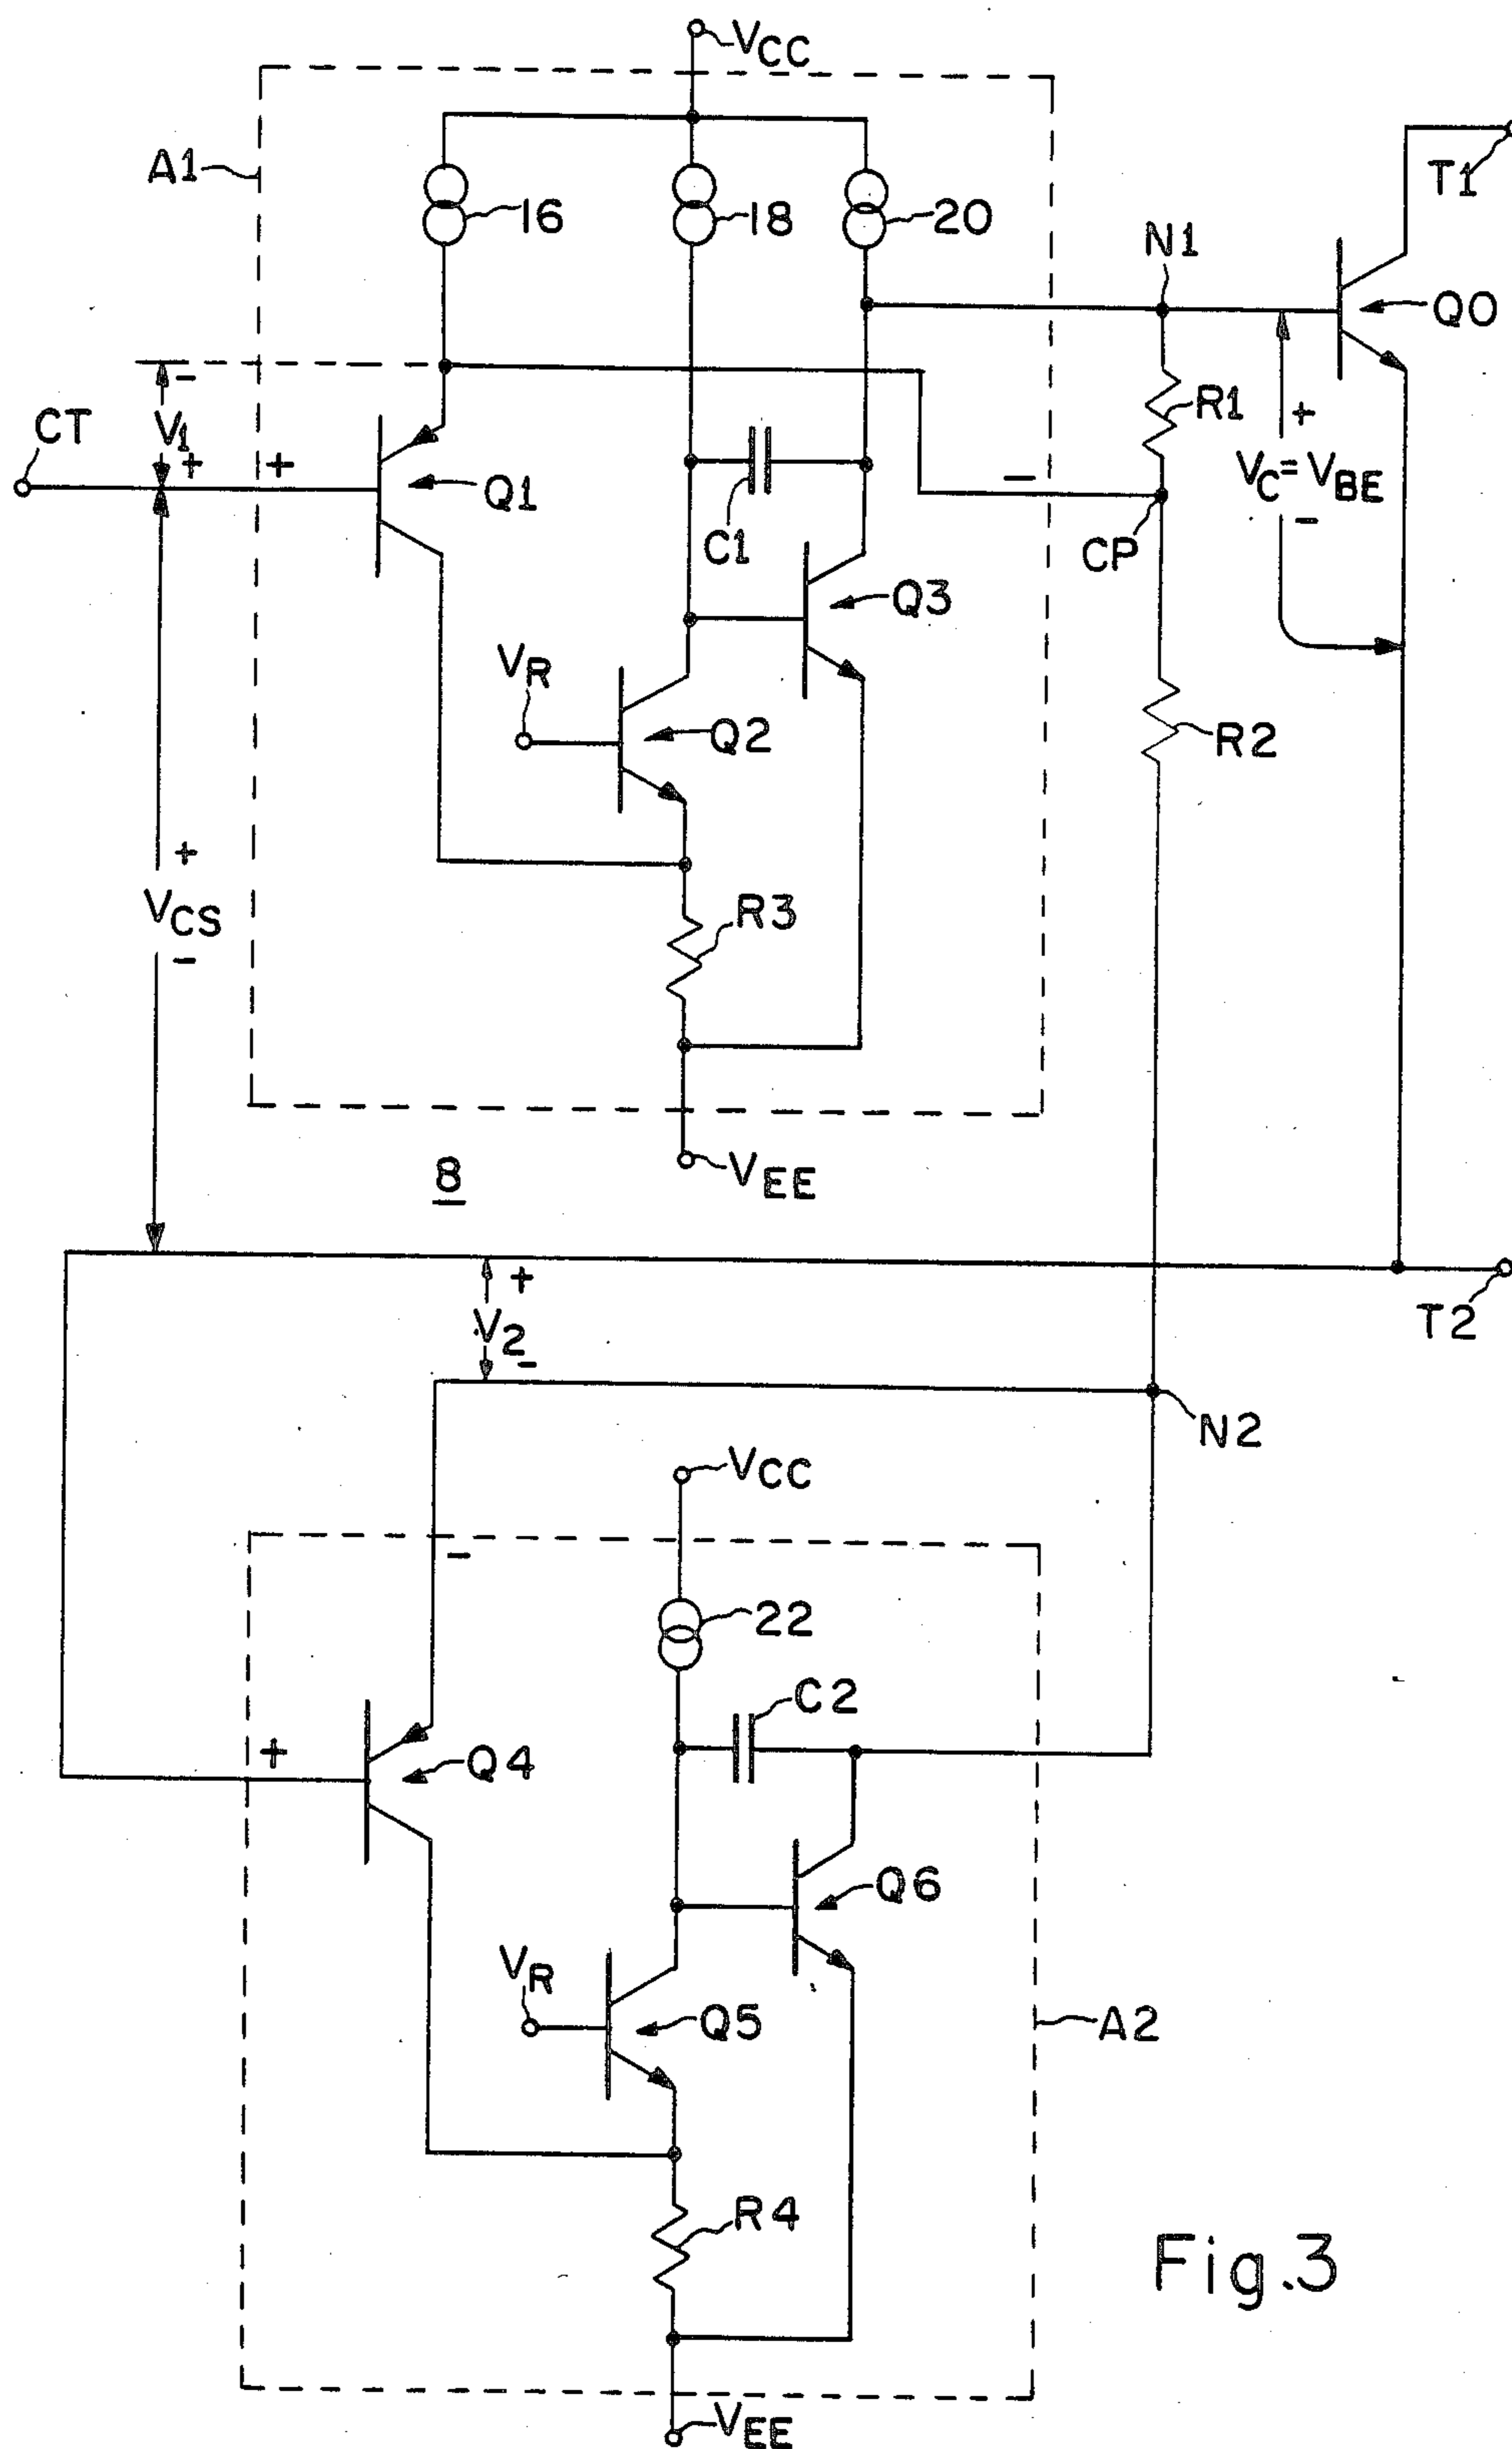 VCC
A1
T1
16
18
20
N1
Q0
- 
V1
+
CT
+
Q1
R1
+
VC=VBE
-
-
C1
CP
Q3
VR
Q2
R2
+
VCS
-
R3
VEE
8
+
V2
-
T2
N2
VCC
-
22
C2
+
Q4
Q6
VR
Q5
A2
R4
Fig.3
VEE